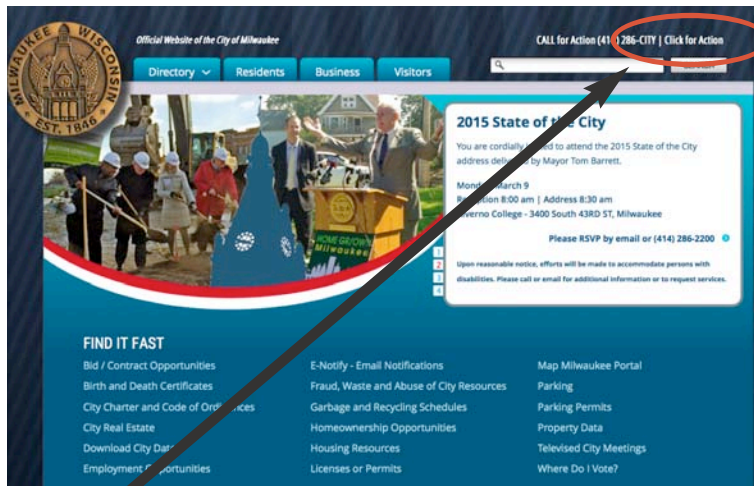 MILWAUKEE WISCONSIN
EST. 1846
Official Website of the City of Milwaukee
CALL for Action (414) 286-CITY | Click for Action
Directory
Residents
Business
Visitors
2015 State of the City
You are cordially invited to attend the 2015 State of the City
address delivered by Mayor Tom Barrett.
Monday, March 9
Reception 8:00 am | Address 8:30 am
Alverno College - 3400 South 43RD ST, Milwaukee
Please RSVP by email or (414) 286-2200
Upon reasonable notice, efforts will be made to accommodate persons with
disabilities. Please call or email for additional information or to request services.
HOME GROWN
Milwaukee
1
2
3
4
FIND IT FAST
Bid / Contract Opportunities
Birth and Death Certificates
City Charter and Code of Ordinances
City Real Estate
Download City Data
Employment Opportunities
E-Notify - Email Notifications
Fraud, Waste and Abuse of City Resources
Garbage and Recycling Schedules
Homeownership Opportunities
Housing Resources
Licenses or Permits
Map Milwaukee Portal
Parking
Parking Permits
Property Data
Televised City Meetings
Where Do I Vote?